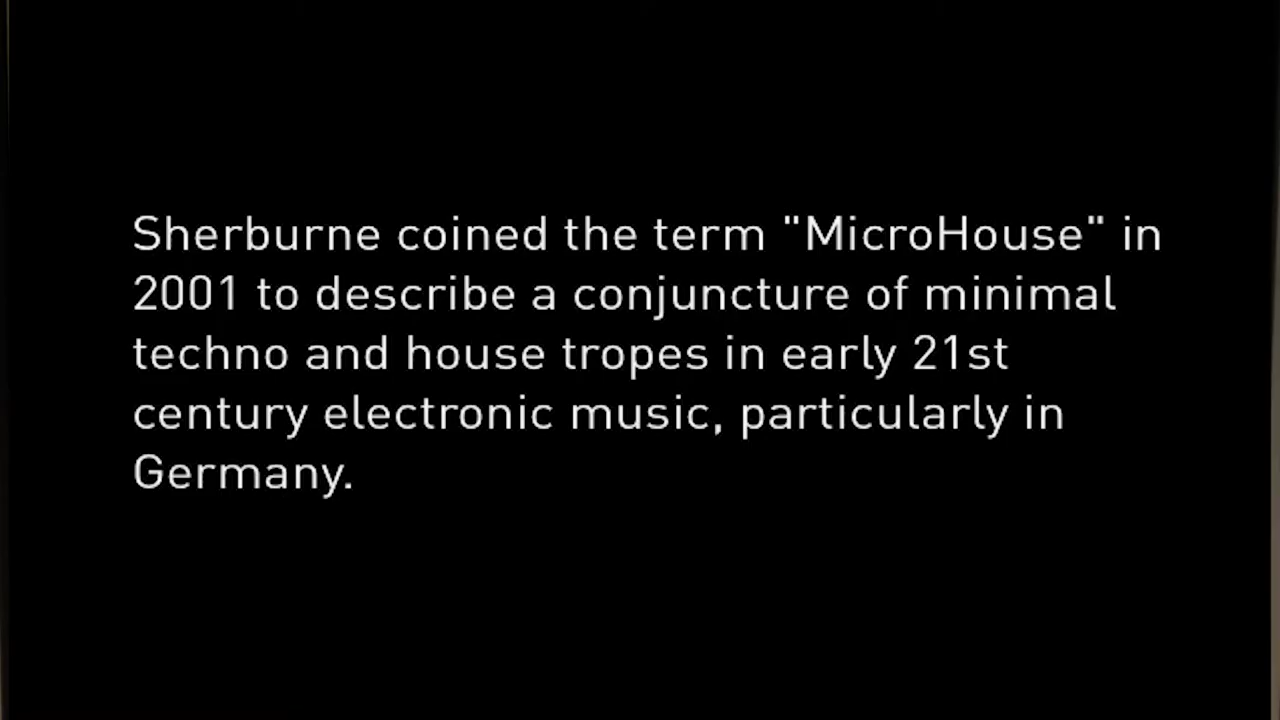 Sherburne coined the term "MicroHouse" in
2001 to describe a conjuncture of minimal
techno and house tropes in early 21st
century electronic music, particularly in
Germany.